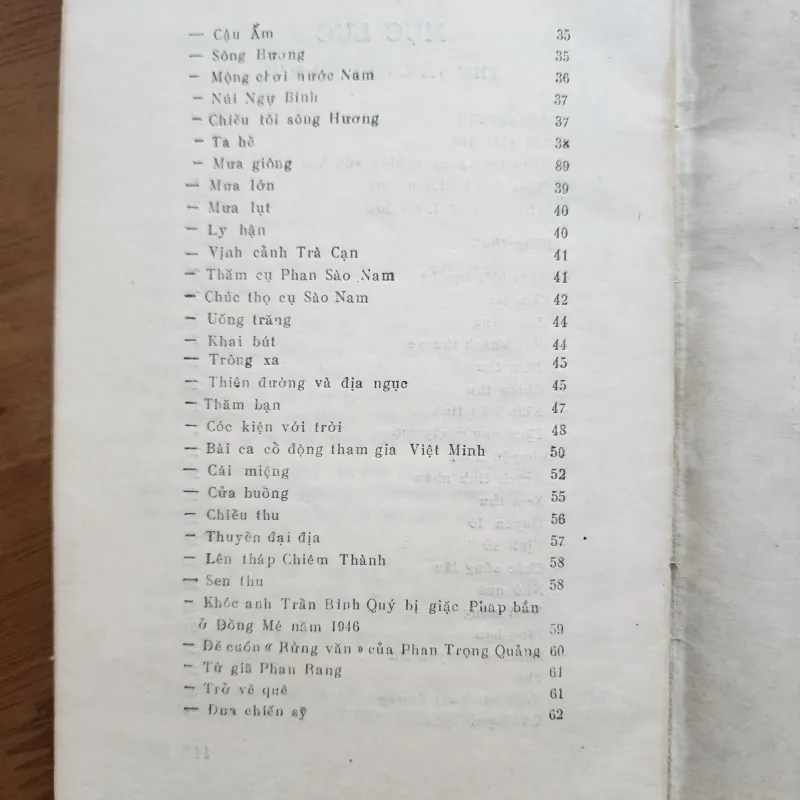 — Cậu Ấm 35
— Sông Hương 35
— Mộng chơi nước Nam 36
— Núi Ngự Bình 37
— Chiều tối sông Hương 37
— Ta hề 38
— Mưa giông 89
— Mưa lớn 39
— Mưa lụt 40
— Ly hận 40
— Vịnh cảnh Trà Cạn 41
— Thăm cụ Phan Sào Nam 41
— Chúc thọ cụ Sào Nam 42
— Uống trăng 44
— Khai bút 44
— Trông xa 45
— Thiên đường và địa ngục 45
— Thăm bạn 47
— Cóc kiện với trời 48
— Bài ca cổ động tham gia Việt Minh 50
— Cái miệng 52
— Cửa buồng 55
— Chiều thu 56
— Thuyền đại địa 57
— Lên tháp Chiêm Thành 58
— Sen thu 58
— Khóc anh Trần Bình Quý bị giặc Pháp bắn
ở Đồng Mé năm 1946 59
— Đề cuốn « Rừng văn » của Phan Trọng Quảng 60
— Từ giã Phan Rang 61
— Trở về quê 61
— Đưa chiến sỹ 62